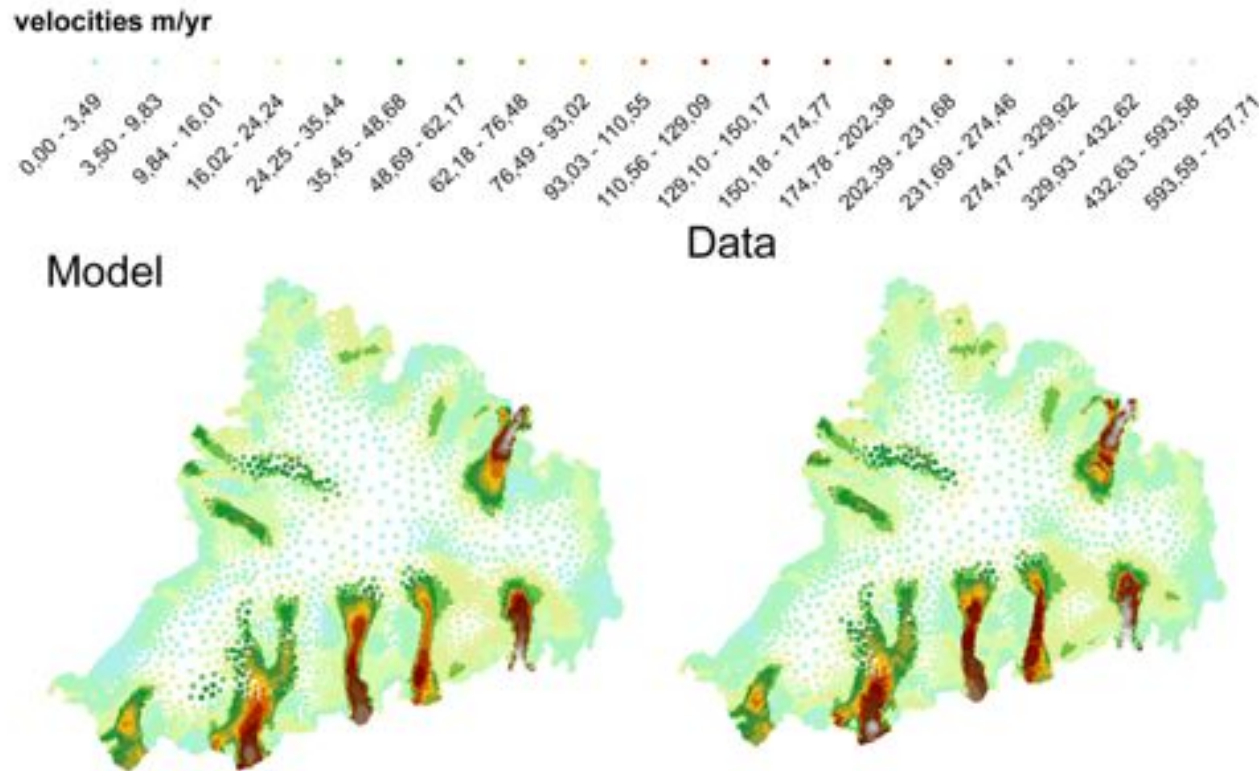 velocities m/yr
0,00 - 3,49
3,50 - 9,83
9,84 - 16,01
16,02 - 24,24
24,25 - 35,44
35,45 - 48,68
48,69 - 62,17
62,18 - 76,48
76,49 - 93,02
93,03 - 110,55
110,56 - 129,09
129,10 - 150,17
150,18 - 174,77
174,78 - 202,38
202,39 - 231,68
231,69 - 274,46
274,47 - 329,92
329,93 - 432,62
432,63 - 593,58
593,59 - 757,71
Model
Data